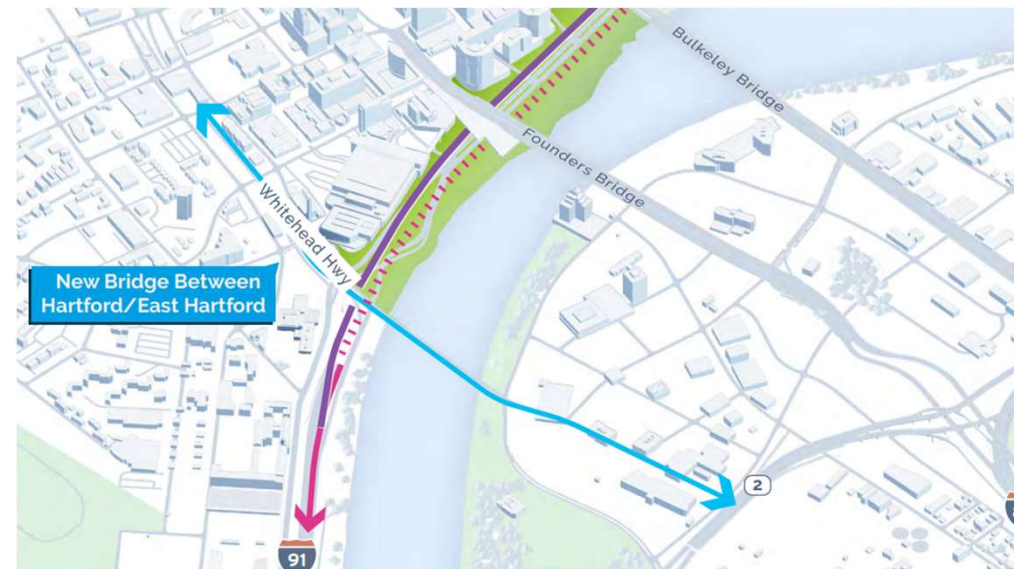 Bulkeley Bridge
Founders Bridge
Whitehead Hwy
New Bridge Between
Hartford/East Hartford
2
91